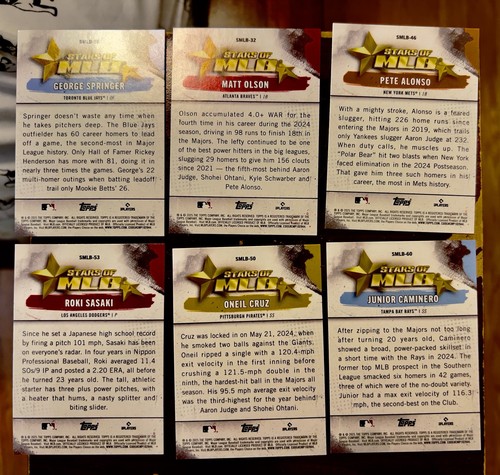 STARS OF MLB
GEORGE SPRINGER
TORONTO BLUE JAYS
Springer doesn't waste any time when
he takes pitchers deep. The Blue Jays
outfielder has 60 career homers to lead
off a game, the second-most in Major
League history. Only Hall of Famer Rickey
Henderson has more with 81, doing it in
nearly three times the games. George's 22
multi-homer outings when batting leadoff
trail only Mookie Betts' 26.
Topps
SMLB-32
STARS OF MLB
MATT OLSON
ATLANTA BRAVES
Olson accumulated 4.0+ WAR for the
fourth time in his career during the 2024
season, driving in 98 runs to finish 18th in
the Majors. The lefty continued to be one
of the best power hitters in the big leagues,
slugging 29 homers to give him 156 clouts
since 2021 — the fifth-most behind Aaron
Judge, Shohei Ohtani, Kyle Schwarber and
Pete Alonso.
Topps
SMLB-46
STARS OF MLB
PETE ALONSO
NEW YORK METS
With a mighty stroke, Alonso is a feared
slugger, hitting 226 home runs since
entering the Majors in 2019, which trails
only Yankees slugger Aaron Judge at 232.
When duty calls, he muscles up. The
"Polar Bear" hit two blasts when New York
faced elimination in the 2024 Postseason.
That gave him three such homers in his
career, the most in Mets history.
Topps
SMLB-53
STARS OF MLB
ROKI SASAKI
LOS ANGELES DODGERS | P
Since he set a Japanese high school record
by firing a pitch 101 mph, Sasaki has been
on everyone's radar. In four years in Nippon
Professional Baseball, Roki averaged 11.4
SOs/9 IP and posted a 2.20 ERA, all before
he turned 23 years old. The tall, athletic
starter has three plus power pitches, with
a heater that hums, a nasty splitter and
biting slider.
Topps
SMLB-50
STARS OF MLB
ONEIL CRUZ
PITTSBURGH PIRATES | SS
Cruz was locked in on May 21, 2024, when
he smoked two balls against the Giants.
Oneil ripped a single with a 120.4-mph
exit velocity in the first inning before
crushing a 121.5-mph double in the
ninth, the hardest-hit ball in the Majors all
season. His 95.5 mph average exit velocity
was the third-highest for the year behind
Aaron Judge and Shohei Ohtani.
Topps
SMLB-60
STARS OF MLB
JUNIOR CAMINERO
TAMPA BAY RAYS
After zipping to the Majors not too long
after turning 20 years old, Caminero
showed a broad, power-packed skillset in
a short time with the Rays in 2024. The
former top MLB prospect in the Southern
League smacked six homers in 42 games,
three of which were of the no-doubt variety.
Junior had a max exit velocity of 116.3
mph, the second-best on the Club.
Topps